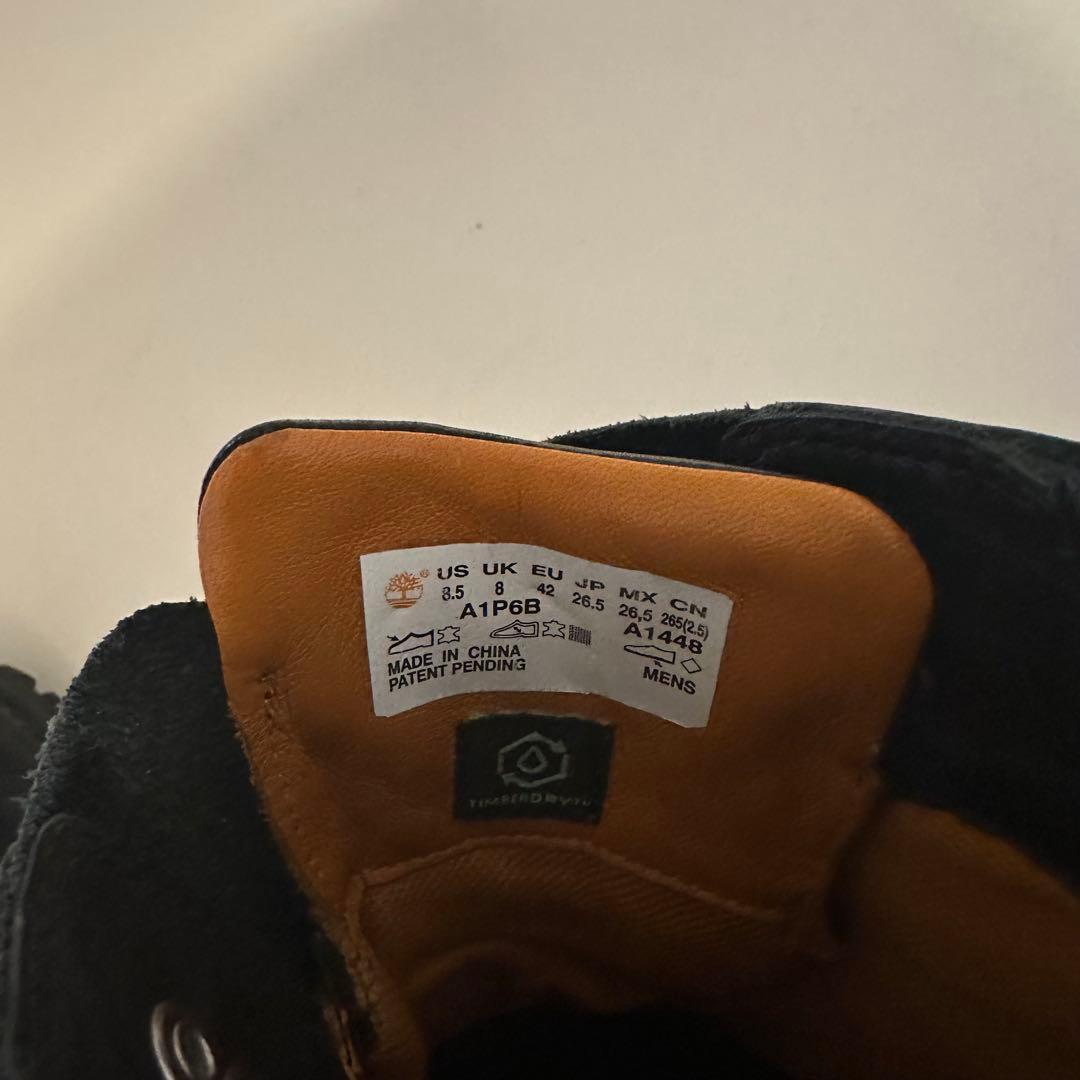 ® US UK EU JP MX CN
8.5 8 42 26.5 26,5 265(2.5)
A1P6B A1448
MADE IN CHINA
PATENT PENDING
MENS
TIMBERDRY™